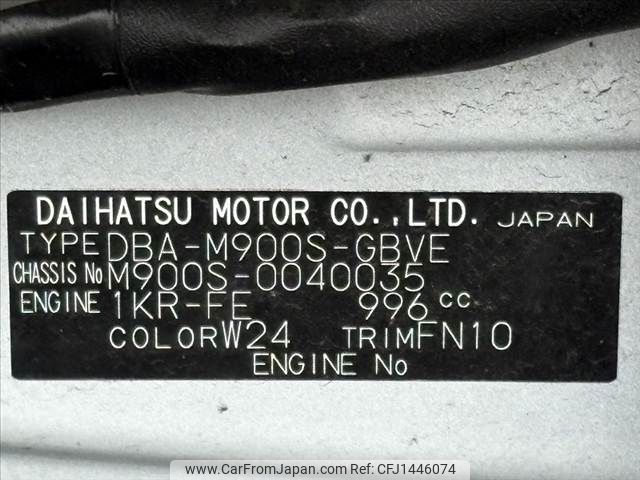 DAIHATSU MOTOR CO.,LTD. JAPAN
TYPE DBA-M900S-GBVE
CHASSIS No M900S-0040035
ENGINE 1KR-FE 996 cc
COLOR W24 TRIM FN10
ENGINE No
www.CarFromJapan.com CFJ1446074